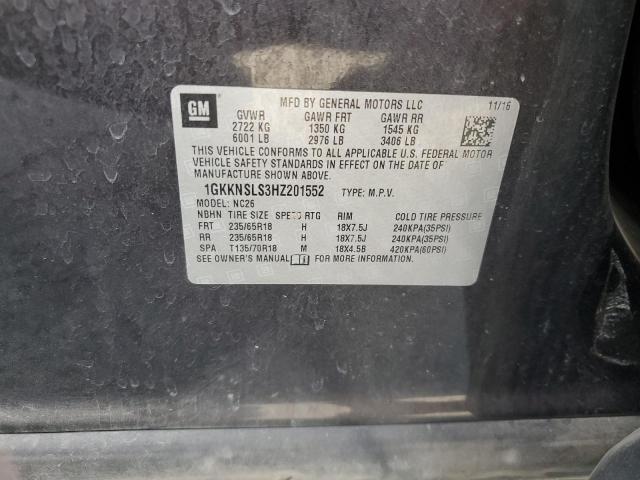 GM
MFD BY GENERAL MOTORS LLC 11/16
GVWR GAWR FRT GAWR RR
2722 KG 1350 KG 1545 KG
6001 LB 2976 LB 3406 LB
THIS VEHICLE CONFORMS TO ALL APPLICABLE U.S. FEDERAL MOTOR
VEHICLE SAFETY STANDARDS IN EFFECT ON THE DATE OF
MANUFACTURE SHOWN ABOVE.
1GKKNSLS3HZ201552 TYPE: M.P.V.
MODEL: NC26
NBHN TIRE SIZE SPEED RTG RIM COLD TIRE PRESSURE
FRT 235/65R18 H 18X7.5J 240KPA(35PSI)
RR 235/65R18 H 18X7.5J 240KPA(35PSI)
SPA T135/70R18 M 18X4.5B 420KPA(60PSI)
SEE OWNER'S MANUAL FOR MORE INFORMATION.